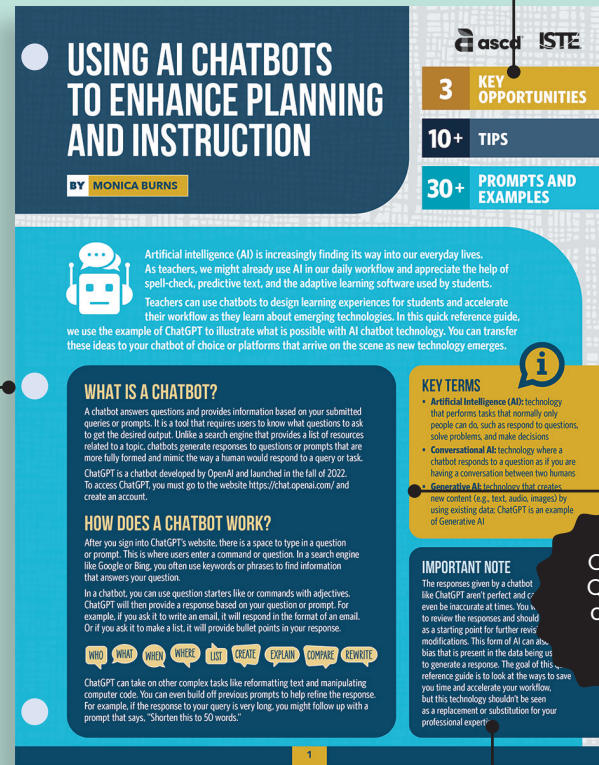 USING AI CHATBOTS
TO ENHANCE PLANNING
AND INSTRUCTION
BY MONICA BURNS
ascd ISTE
3 KEY
OPPORTUNITIES
10+ TIPS
30+ PROMPTS AND
EXAMPLES
Artificial intelligence (AI) is increasingly finding its way into our everyday lives.
As teachers, we might already use AI in our daily workflow and appreciate the help of
spell-check, predictive text, and the adaptive learning software used by students.
Teachers can use chatbots to design learning experiences for students and accelerate
their workflow as they learn about emerging technologies. In this quick reference guide,
we use the example of ChatGPT to illustrate what is possible with AI chatbot technology. You can transfer
these ideas to your chatbot of choice or platforms that arrive on the scene as new technology emerges.
WHAT IS A CHATBOT?
A chatbot answers questions and provides information based on your submitted
queries or prompts. It is a tool that requires users to know what questions to ask
to get the desired output. Unlike a search engine that provides a list of resources
related to a topic, chatbots generate responses to questions or prompts that are
more fully formed and mimic the way a human would respond to a query or task.
ChatGPT is a chatbot developed by OpenAI and launched in the fall of 2022.
To access ChatGPT, you must go to the website https://chat.openai.com/ and
create an account.
HOW DOES A CHATBOT WORK?
After you sign into ChatGPT's website, there is a space to type in a question
or prompt. This is where users enter a command or question. In a search engine
like Google or Bing, you often use keywords or phrases to find information
that answers your question.
In a chatbot, you can use question starters like or commands with adjectives.
ChatGPT will then provide a response based on your question or prompt. For
example, if you ask it to write an email, it will respond in the format of an email.
Or if you ask it to make a list, it will provide bullet points in your response.
WHO WHAT WHEN WHERE LIST CREATE EXPLAIN COMPARE REWRITE
ChatGPT can take on other complex tasks like reformatting text and manipulating
computer code. You can even build off previous prompts to help refine the response.
For example, if the response to your query is very long, you might follow up with a
prompt that says, "Shorten this to 50 words."
KEY TERMS
• Artificial Intelligence (AI): technology
that performs tasks that normally only
people can do, such as respond to questions,
solve problems, and make decisions
• Conversational AI: technology where a
chatbot responds to a question as if you are
having a conversation between two humans
• Generative AI: technology that creates
new content (e.g., text, audio, images) by
using existing data; ChatGPT is an example
of Generative AI
IMPORTANT NOTE
The responses given by a chatbot
like ChatGPT aren't perfect and
even be inaccurate at times.
to review the responses and should
as a starting point for further
modifications. This form of AI can
bias that is present in the data being
to generate a response. The goal of this
reference guide is to look at the ways to save
you time and accelerate your workflow,
but this technology shouldn't be seen
as a replacement or substitution for your
professional
1